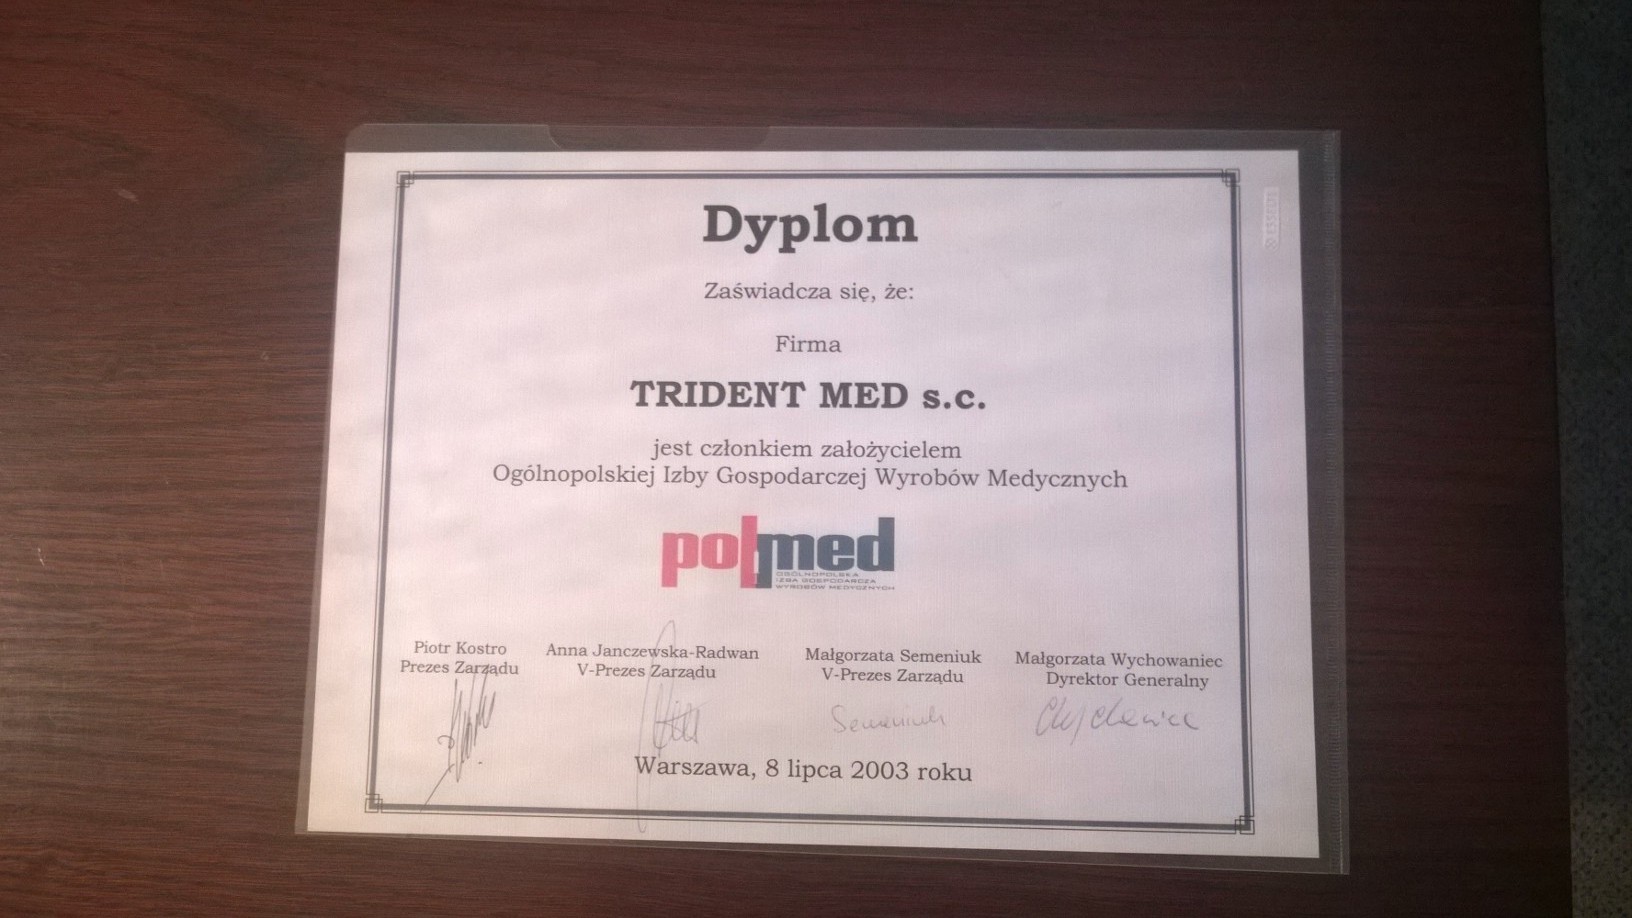 Dyplom
Zaświadcza się, że:
Firma
TRIDENT MED s.c.
jest członkiem założycielem
Ogólnopolskiej Izby Gospodarczej Wyrobów Medycznych
polmed
OGÓLNOPOLSKA
IZBA GOSPODARCZA
WYROBÓW MEDYCZNYCH
Piotr Kostro
Prezes Zarządu
Anna Janczewska-Radwan
V-Prezes Zarządu
Małgorzata Semeniuk
V-Prezes Zarządu
Małgorzata Wychowaniec
Dyrektor Generalny
Semeniuk
Warszawa, 8 lipca 2003 roku